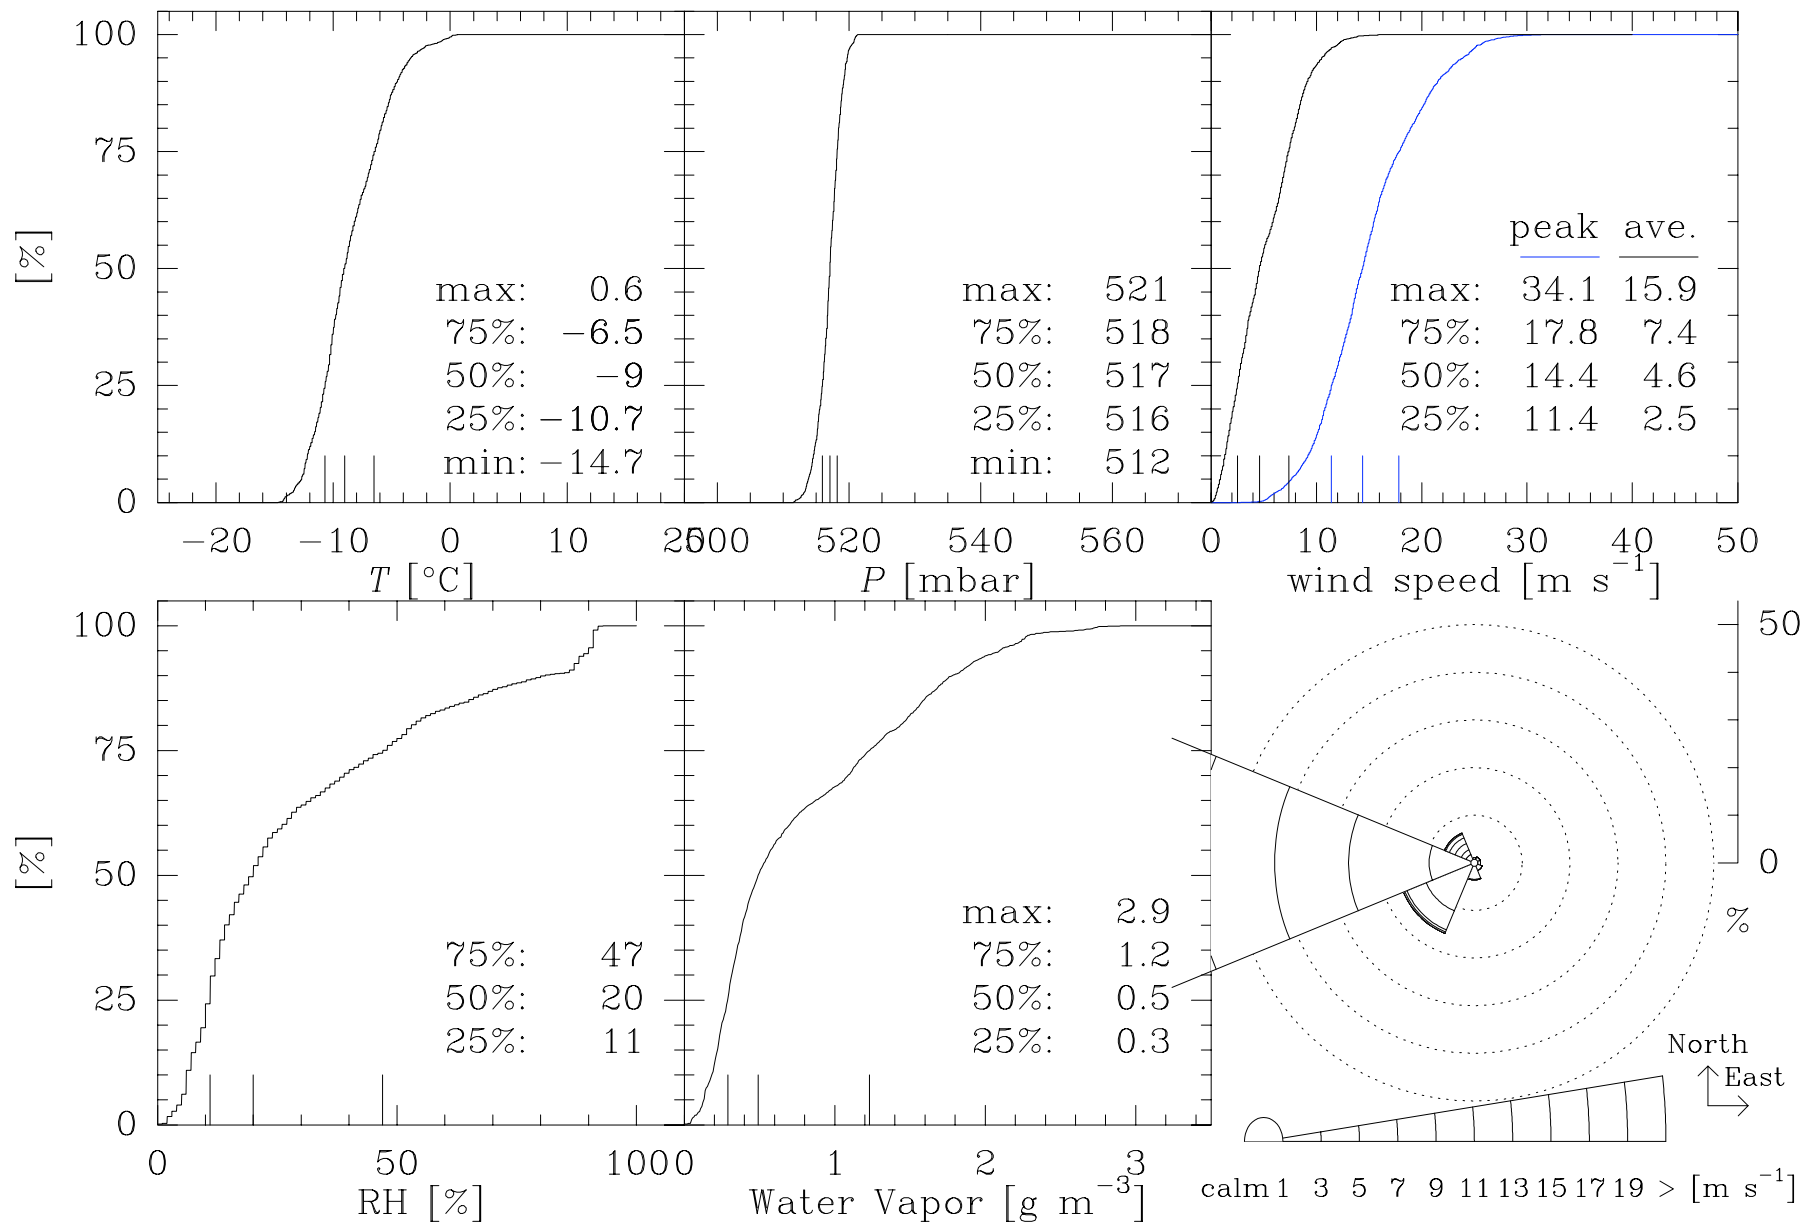 100
75
50
25
0
[%]
max: 0.6
75%: −6.5
50%: −9
25%: −10.7
min: −14.7
−20 −10 0 10 20
T [°C]
max: 521
75%: 518
50%: 517
25%: 516
min: 512
500 520 540 560
P [mbar]
peak ave.
max: 34.1 15.9
75%: 17.8 7.4
50%: 14.4 4.6
25%: 11.4 2.5
0 10 20 30 40 50
wind speed [m s−1]
100
75
50
25
0
[%]
75%: 47
50%: 20
25%: 11
0 50 100
RH [%]
max: 2.9
75%: 1.2
50%: 0.5
25%: 0.3
0 1 2 3
Water Vapor [g m−3]
50
0
%
North
East
calm 1 3 5 7 9 11 13 15 17 19 > [m s−1]